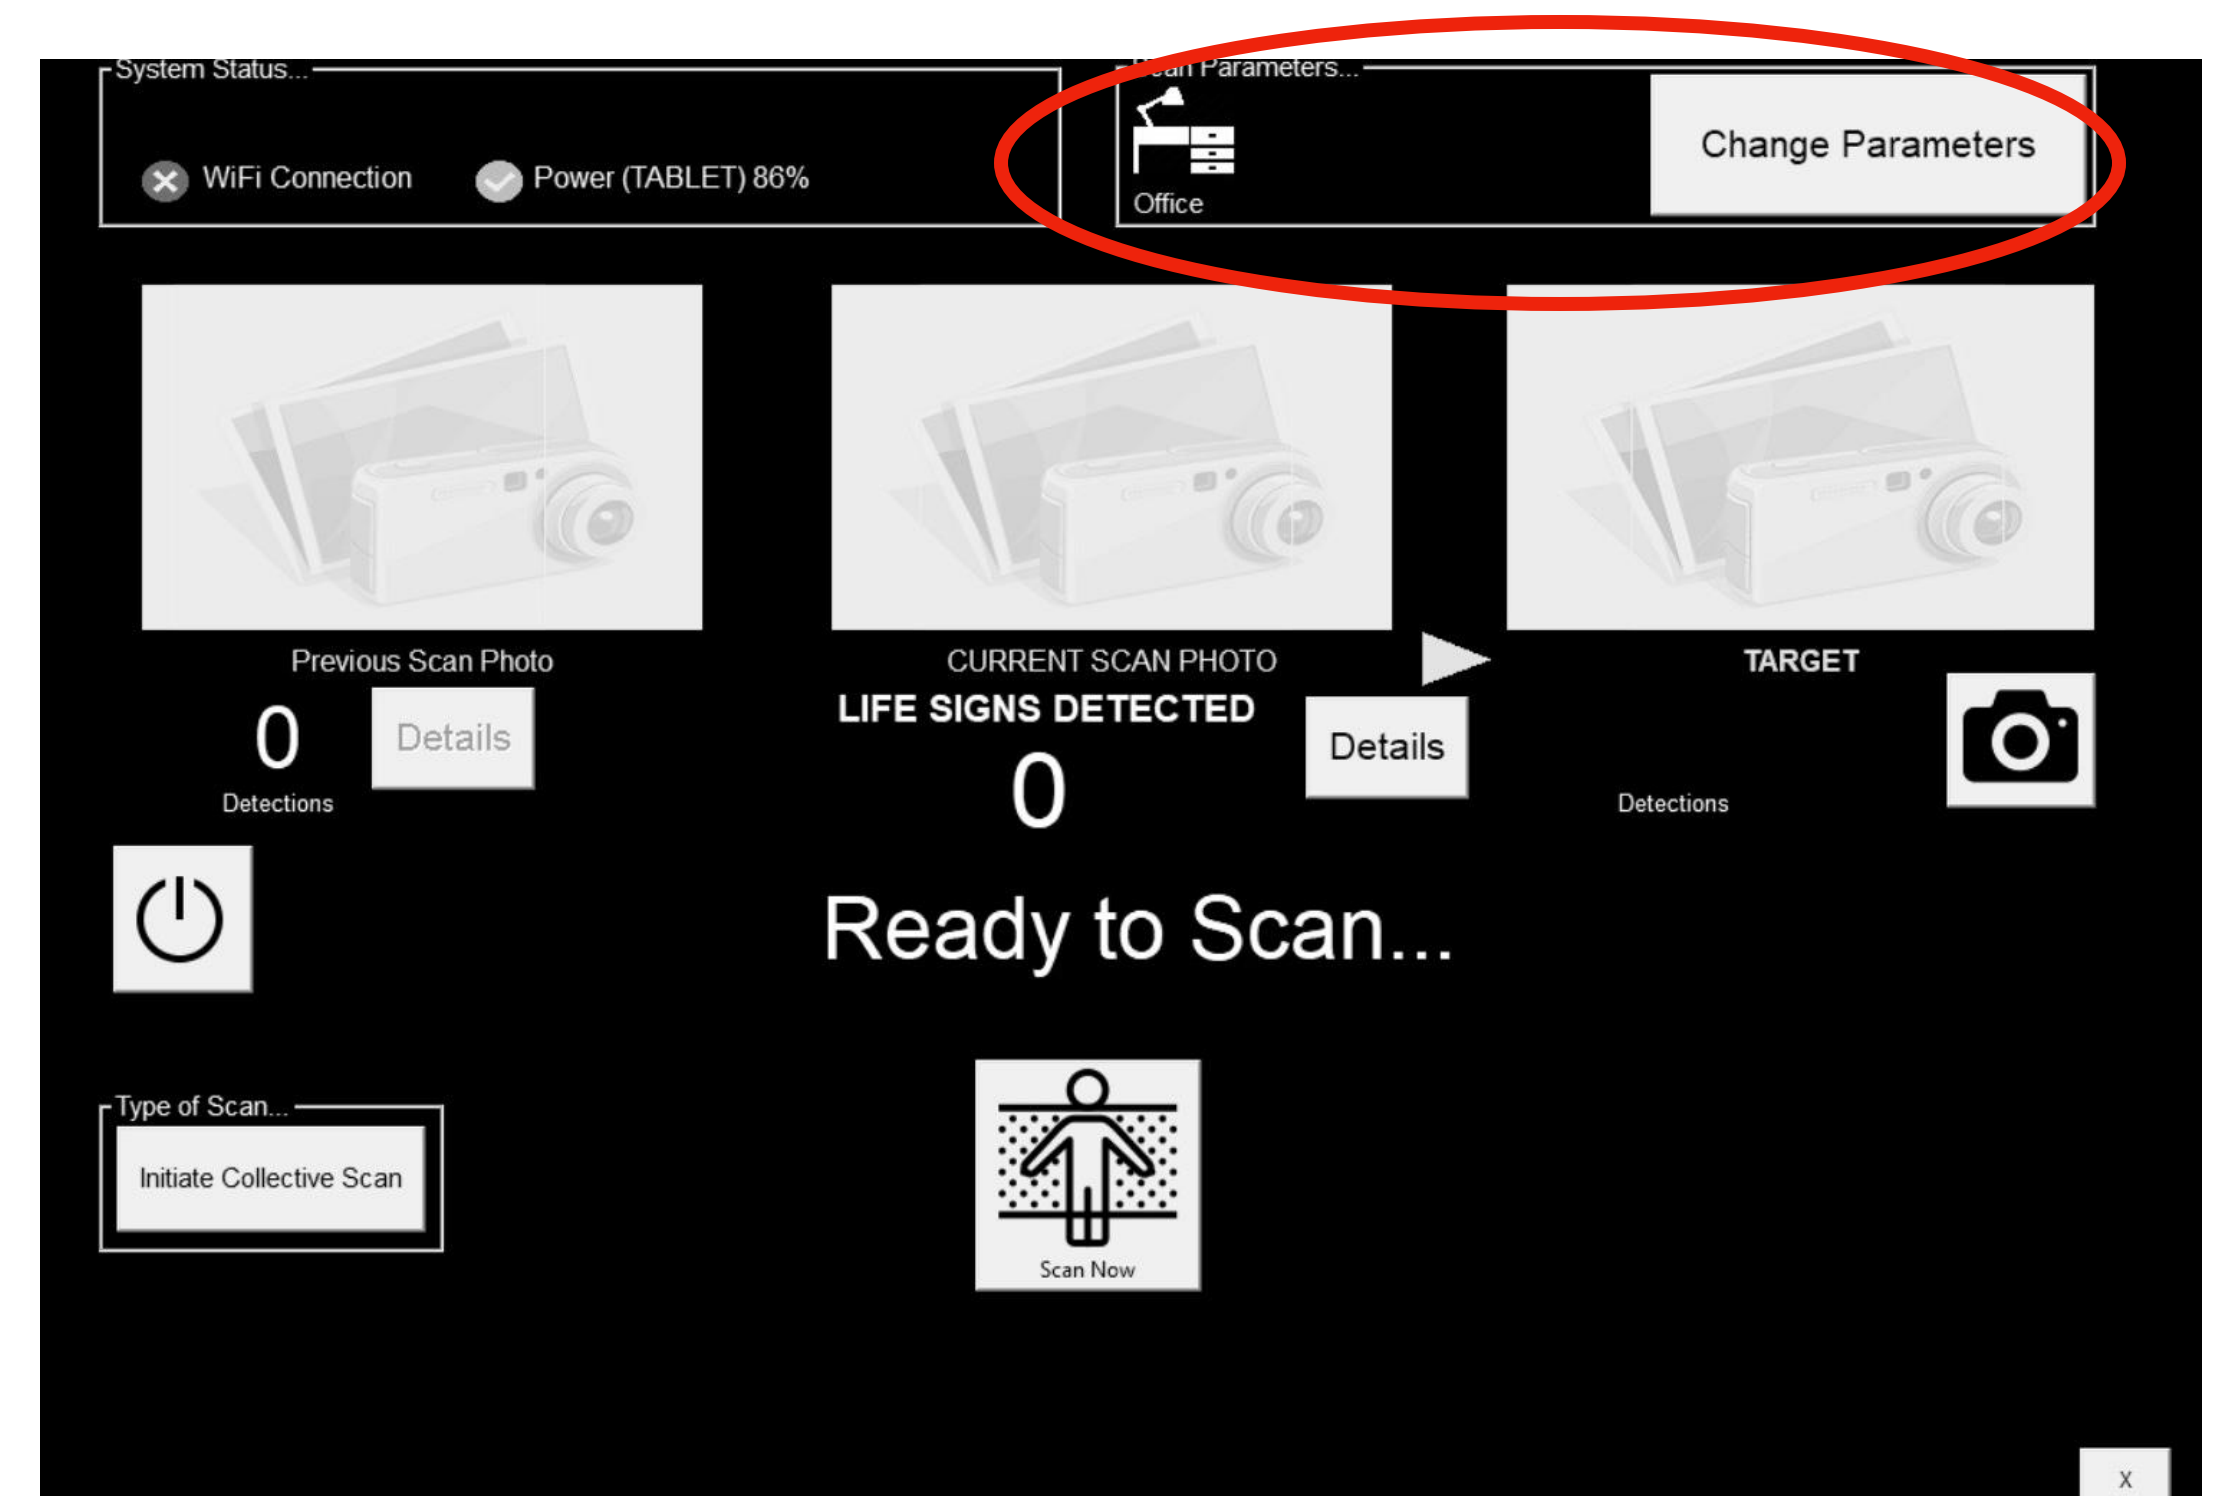 System Status...
WiFi Connection
Power (TABLET) 86%
Scan Parameters...
Office
Change Parameters
Previous Scan Photo
0
Detections
Details
CURRENT SCAN PHOTO
LIFE SIGNS DETECTED
0
Details
TARGET
Detections
Ready to Scan...
Type of Scan...
Initiate Collective Scan
Scan Now
X